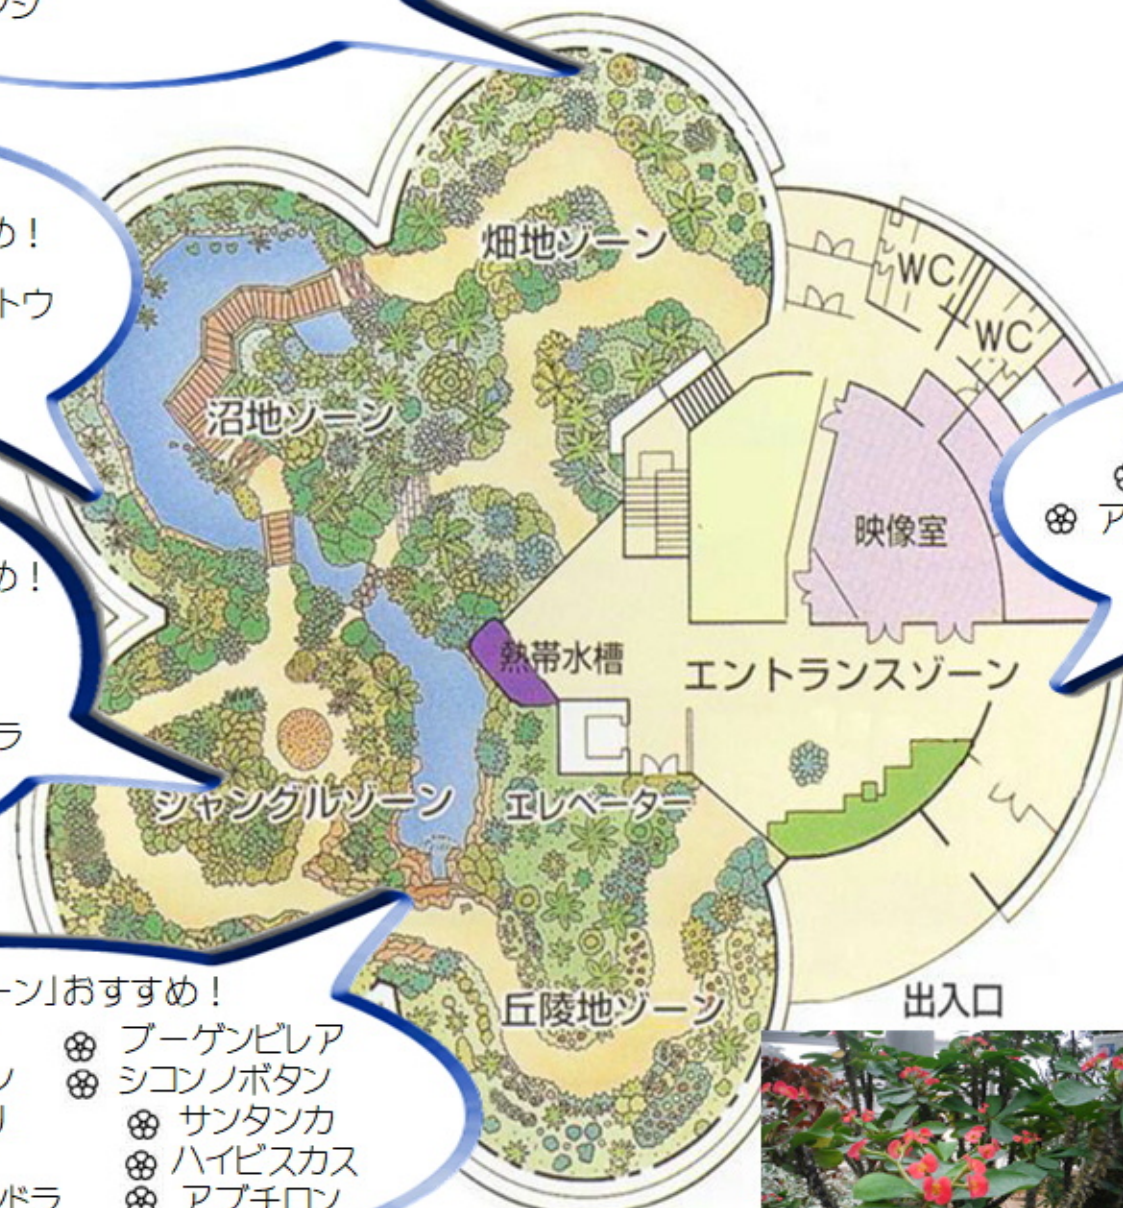 め！
トウ
畑地ゾーン
WC
WC
沼地ゾーン
映像室
ア
め！
熱帯水槽
エントランスゾーン
ラ
ジャングルゾーン
エレベーター
ーン」おすすめ！
丘陵地ゾーン
出入口
ブーゲンビレア
シコンノボタン
サンタンカ
ハイビスカス
ンドラ
アブチロン